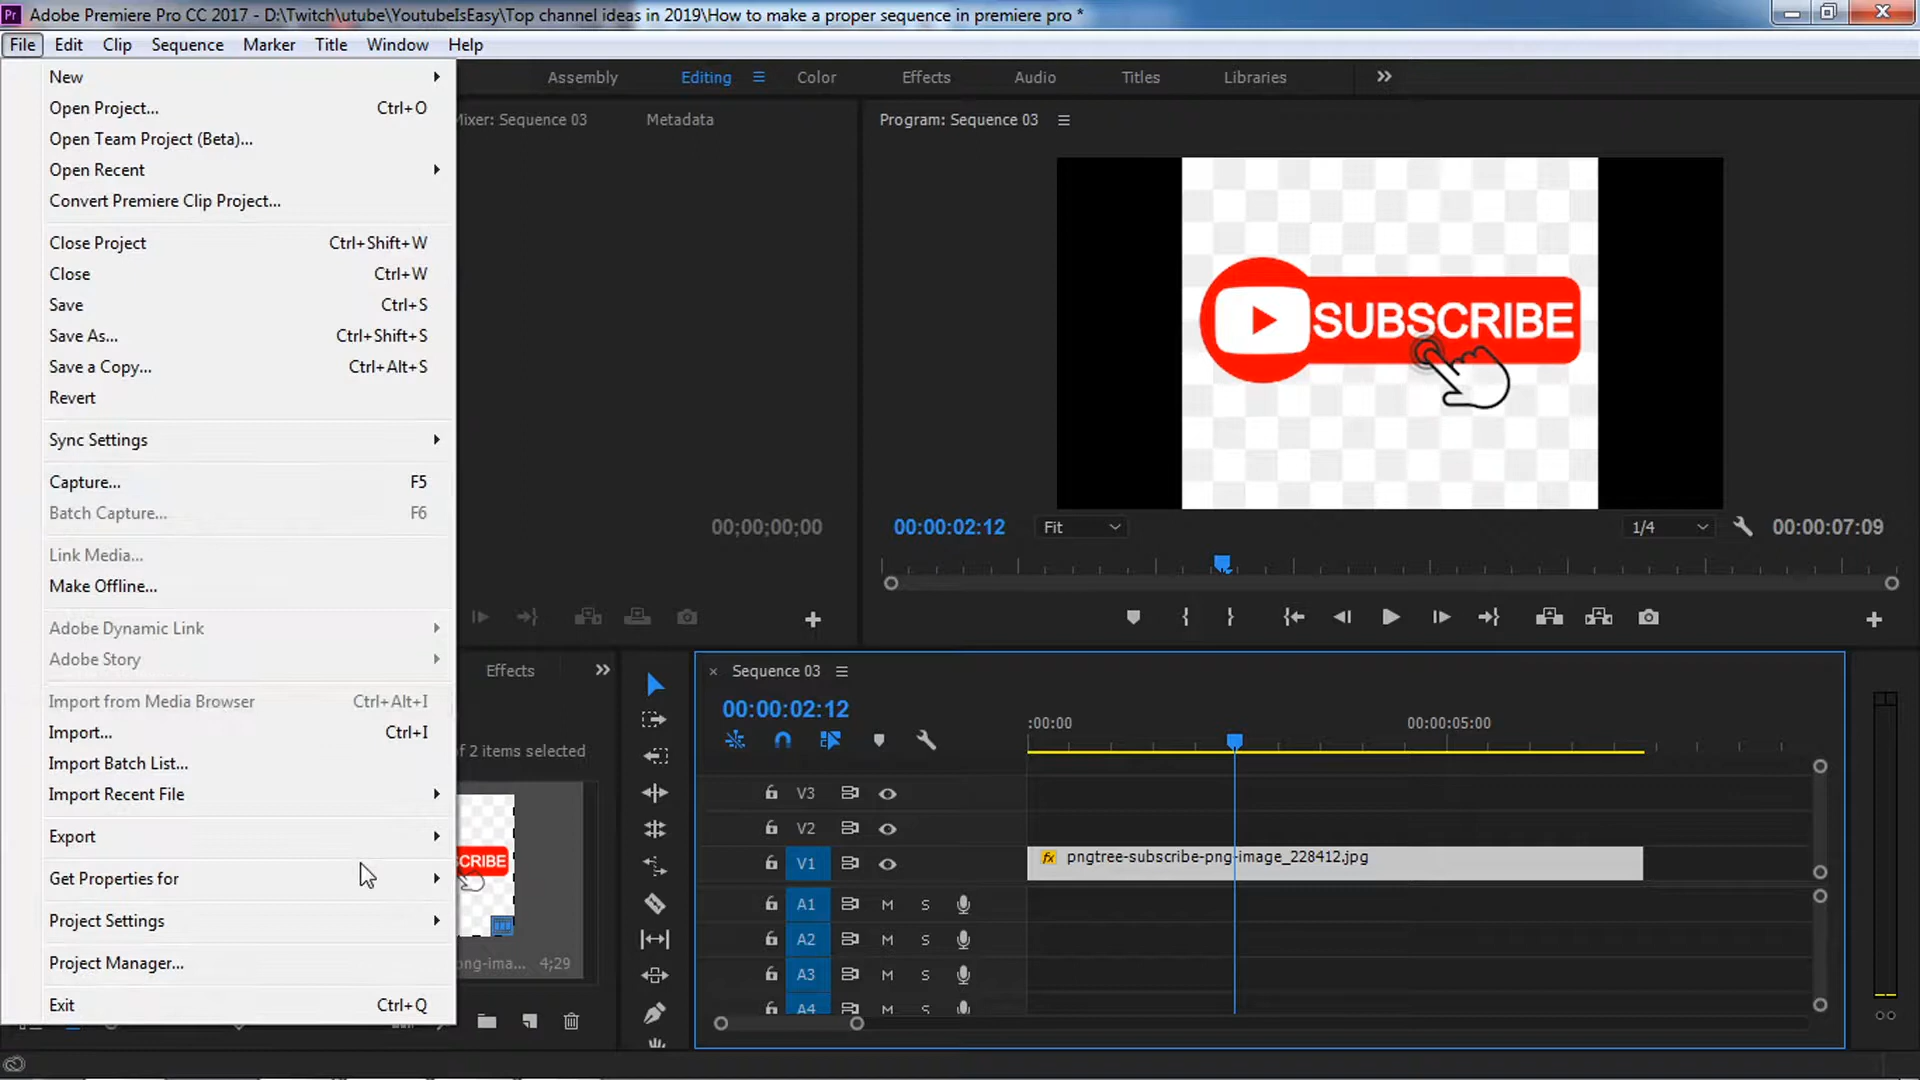 Pr Adobe Premiere Pro CC 2017 - D:\Twitch\utube\YoutubeIsEasy\Top channel ideas in 2019\How to make a proper sequence in premiere pro *
File Edit Clip Sequence Marker Title Window Help
Assembly Editing Color Effects Audio Titles Libraries
New
Open Project... Ctrl+O
Open Team Project (Beta)...
Open Recent
Convert Premiere Clip Project...
Close Project Ctrl+Shift+W
Close Ctrl+W
Save Ctrl+S
Save As... Ctrl+Shift+S
Save a Copy... Ctrl+Alt+S
Revert
Sync Settings
Capture... F5
Batch Capture... F6
Link Media...
Make Offline...
Adobe Dynamic Link
Adobe Story
Import from Media Browser Ctrl+Alt+I
Import... Ctrl+I
Import Batch List...
Import Recent File
Export
Get Properties for
Project Settings
Project Manager...
Exit Ctrl+Q
Mixer: Sequence 03 Metadata
00;00;00;00
Program: Sequence 03
SUBSCRIBE
00:00:02:12 Fit 1/4 00:00:07:09
Effects
of 2 items selected
SCRIBE
png-ima... 4;29
× Sequence 03
00:00:02:12
:00:00 00:00:05:00
V3
V2
V1 fx pngtree-subscribe-png-image_228412.jpg
A1 M S
A2 M S
A3 M S
A4 M S